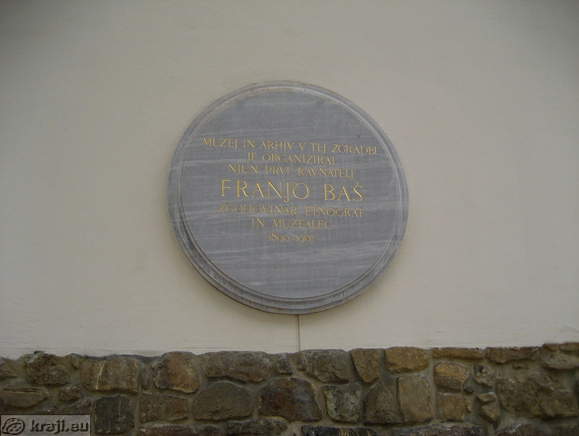 MUZEJ IN ARHIV V TEJ ZGRADBI
JE ORGANIZIRAL
NJUN PRVI RAVNATELJ
FRANJO BAŠ
ZGODOVINAR ETNOGRAF
IN MUZEALEC
kraji.eu